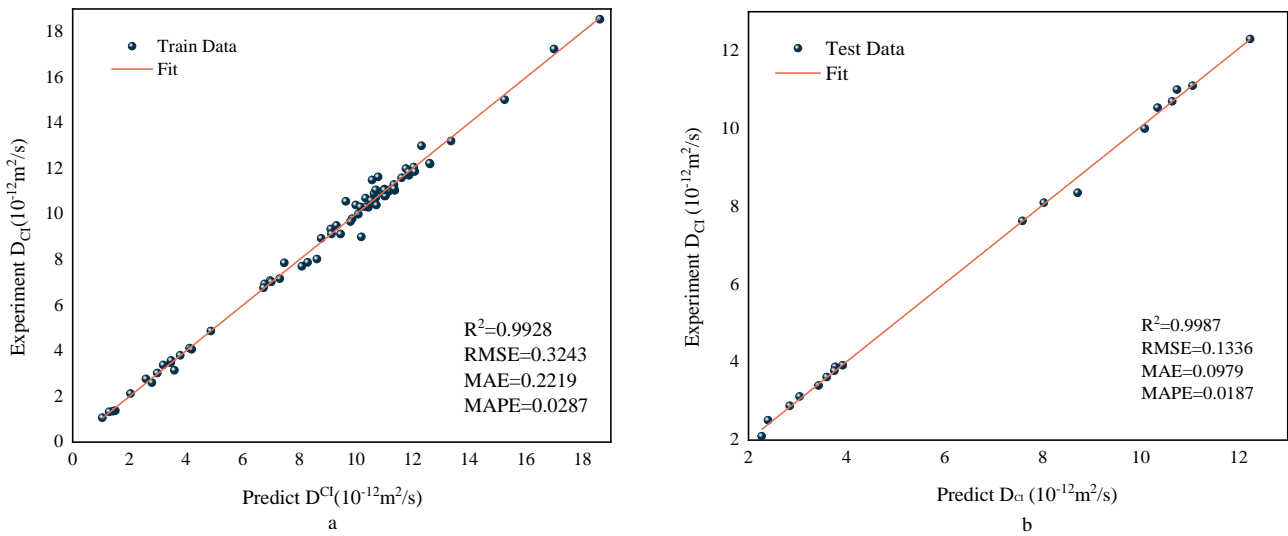 Train Data
Fit
18
16
14
12
10
8
6
4
2
0
Experiment D_CI(10^-12m^2/s)
R^2=0.9928
RMSE=0.3243
MAE=0.2219
MAPE=0.0287
0 2 4 6 8 10 12 14 16 18
Predict D^CI(10^-12m^2/s)
a
Test Data
Fit
12
10
8
6
4
2
Experiment D_CI (10^-12m^2/s)
R^2=0.9987
RMSE=0.1336
MAE=0.0979
MAPE=0.0187
2 4 6 8 10 12
Predict D_CI (10^-12m^2/s)
b